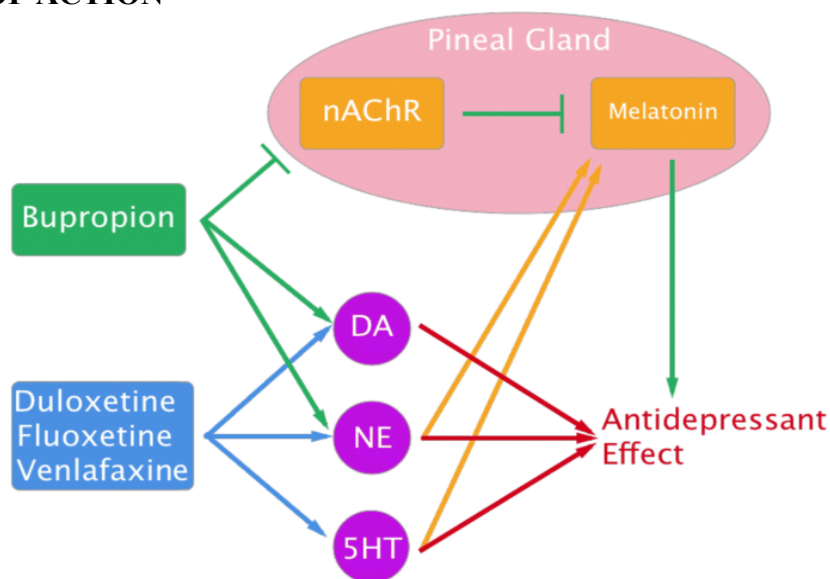 Pineal Gland
nAChR
Melatonin
Bupropion
DA
Duloxetine
Fluoxetine
Venlafaxine
NE
Antidepressant
Effect
5HT